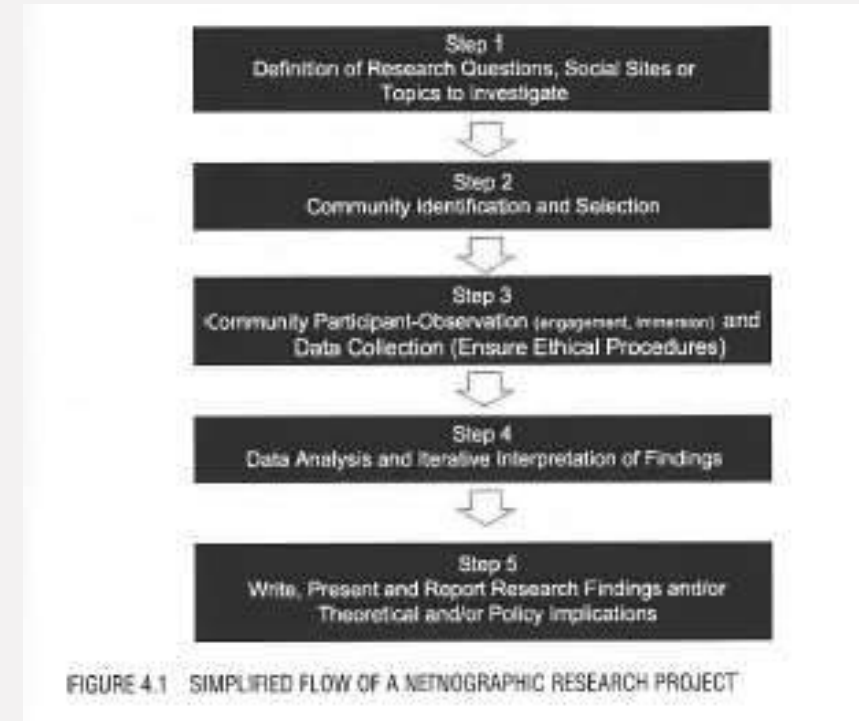 Step 1
Definition of Research Questions, Social Sites or
Topics to Investigate
Step 2
Community Identification and Selection
Step 3
Community Participant-Observation (engagement, immersion) and
Data Collection (Ensure Ethical Procedures)
Step 4
Data Analysis and Iterative Interpretation of Findings
Step 5
Write, Present and Report Research Findings and/or
Theoretical and/or Policy Implications
FIGURE 4.1 SIMPLIFIED FLOW OF A NETNOGRAPHIC RESEARCH PROJECT